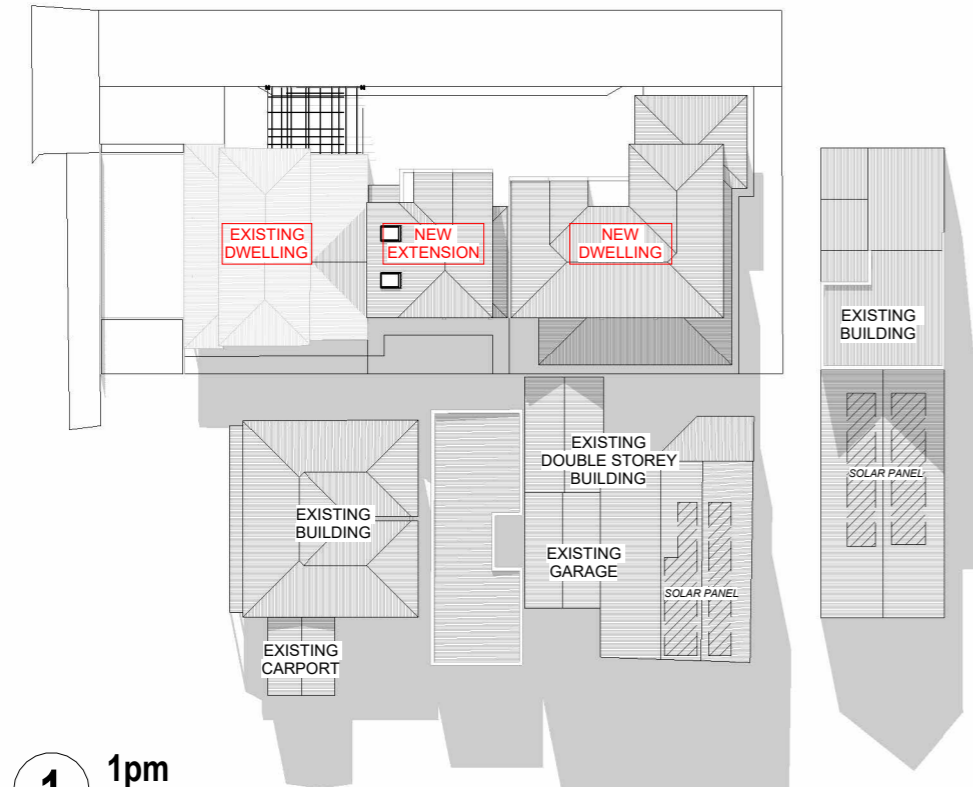 EXISTING
DWELLING
NEW
EXTENSION
NEW
DWELLING
EXISTING
BUILDING
EXISTING
DOUBLE STOREY
BUILDING
SOLAR PANEL
EXISTING
BUILDING
EXISTING
GARAGE
SOLAR PANEL
EXISTING
CARPORT
1
1pm